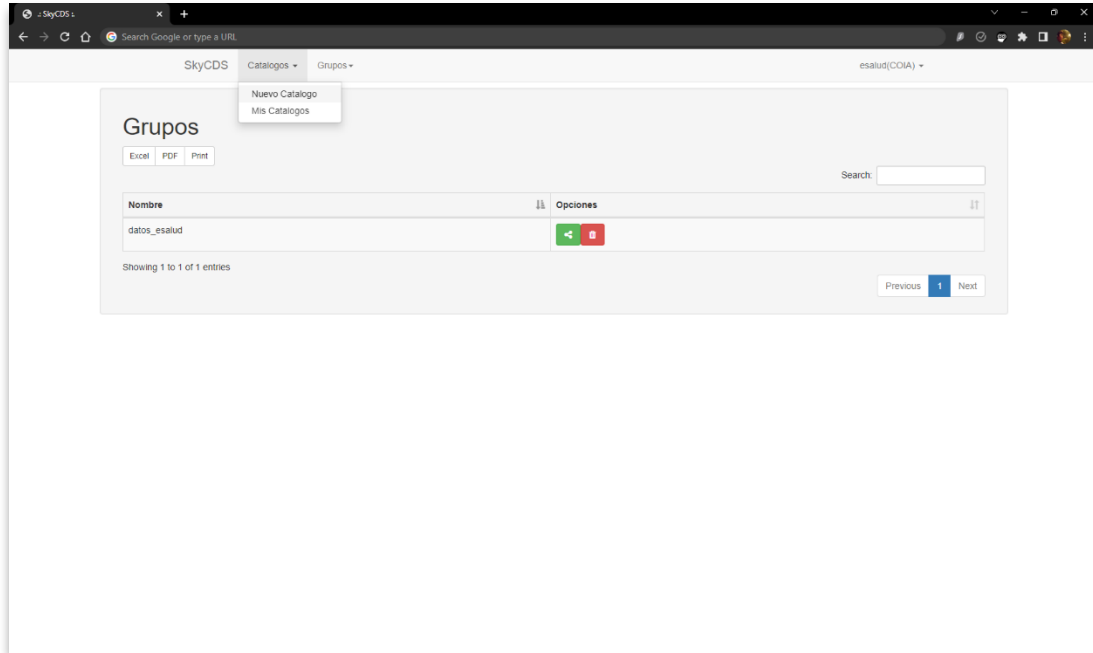 .: SkyCDS :.
Search Google or type a URL
SkyCDS Catalogos Grupos esalud(COIA)
Nuevo Catalogo
Mis Catalogos
Grupos
Excel PDF Print
Search:
Nombre Opciones
datos_esalud
Showing 1 to 1 of 1 entries
Previous 1 Next